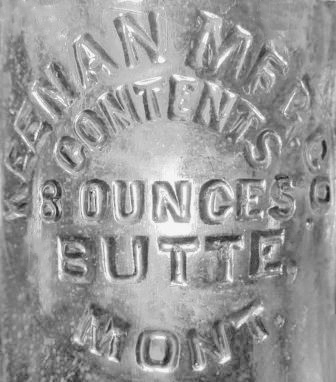 KEENAN MFG. CO.
CONTENTS
8 OUNCES
BUTTE,
MONT.